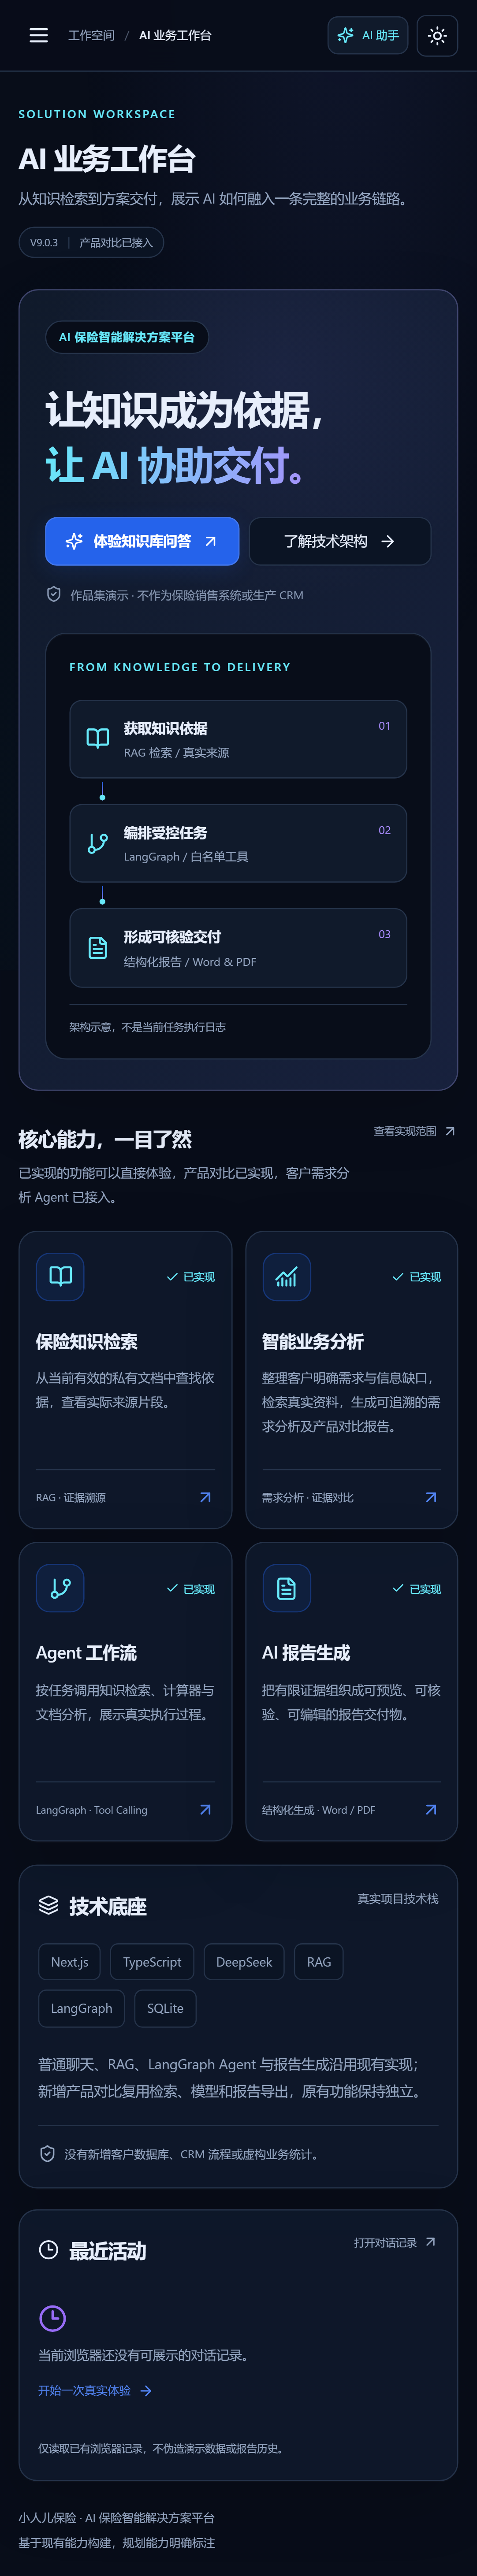 工作空间 / AI 业务工作台
AI 助手
SOLUTION WORKSPACE
AI 业务工作台
从知识检索到方案交付，展示 AI 如何融入一条完整的业务链路。
V9.0.3 | 产品对比已接入
AI 保险智能解决方案平台
让知识成为依据，
让 AI 协助交付。
体验知识库问答
了解技术架构
作品集演示 · 不作为保险销售系统或生产 CRM
FROM KNOWLEDGE TO DELIVERY
获取知识依据
01
RAG 检索 / 真实来源
编排受控任务
02
LangGraph / 白名单工具
形成可核验交付
03
结构化报告 / Word & PDF
架构示意，不是当前任务执行日志
核心能力，一目了然
查看实现范围
已实现的功能可以直接体验，产品对比已实现，客户需求分
析 Agent 已接入。
已实现
保险知识检索
从当前有效的私有文档中查找依
据，查看实际来源片段。
RAG · 证据溯源
已实现
智能业务分析
整理客户明确需求与信息缺口，
检索真实资料，生成可追溯的需
求分析及产品对比报告。
需求分析 · 证据对比
已实现
Agent 工作流
按任务调用知识检索、计算器与
文档分析，展示真实执行过程。
LangGraph · Tool Calling
已实现
AI 报告生成
把有限证据组织成可预览、可核
验、可编辑的报告交付物。
结构化生成 · Word / PDF
技术底座
真实项目技术栈
Next.js
TypeScript
DeepSeek
RAG
LangGraph
SQLite
普通聊天、RAG、LangGraph Agent 与报告生成沿用现有实现；
新增产品对比复用检索、模型和报告导出，原有功能保持独立。
没有新增客户数据库、CRM 流程或虚构业务统计。
最近活动
打开对话记录
当前浏览器还没有可展示的对话记录。
开始一次真实体验
仅读取已有浏览器记录，不伪造演示数据或报告历史。
小人儿保险 · AI 保险智能解决方案平台
基于现有能力构建，规划能力明确标注